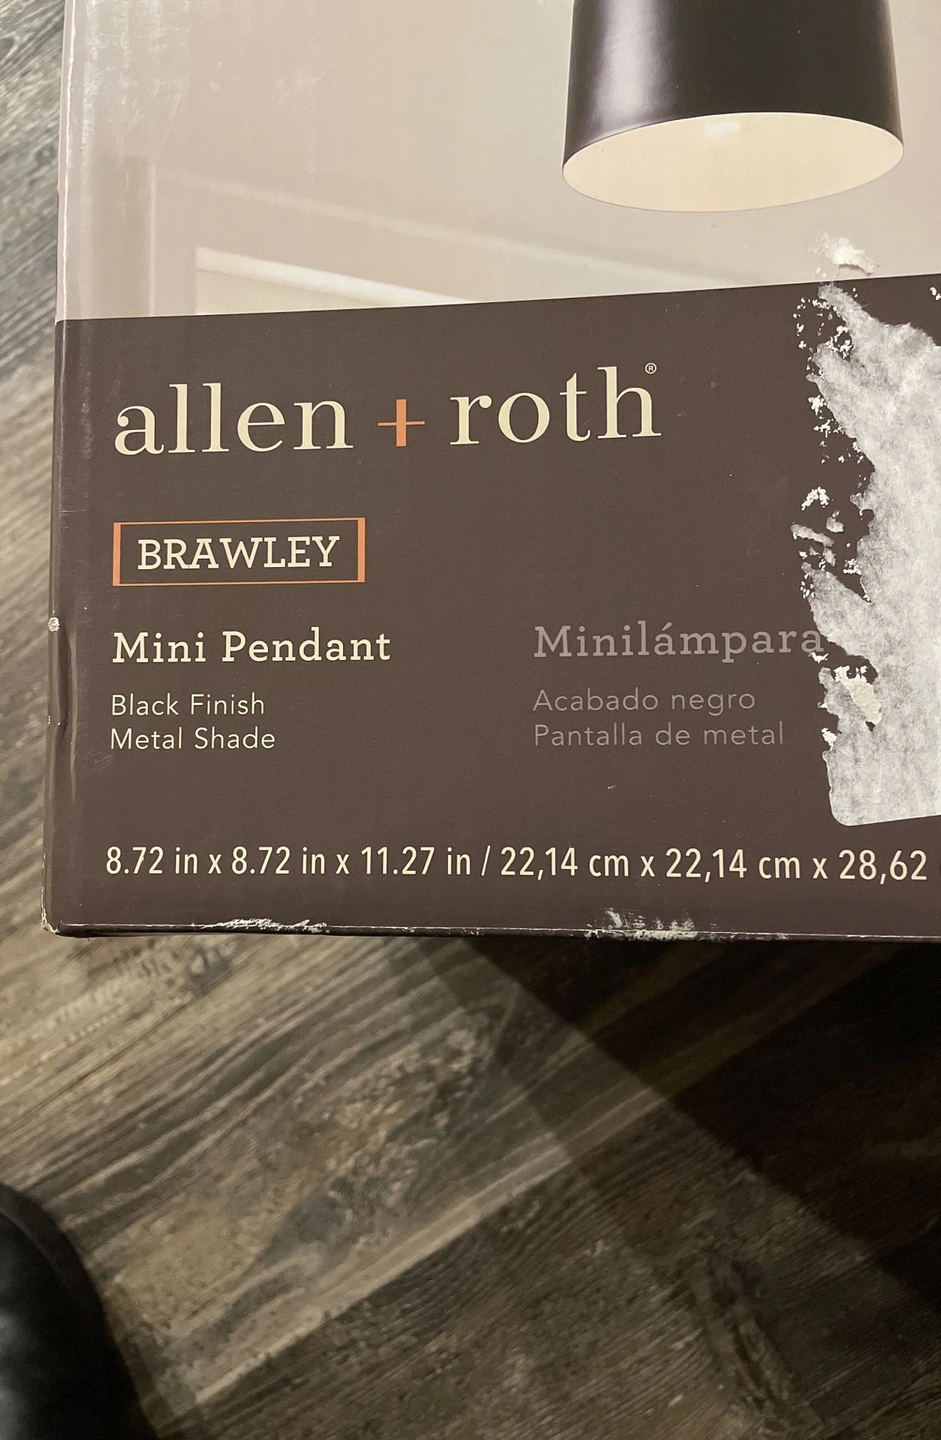 allen + roth®
BRAWLEY
Mini Pendant
Black Finish
Metal Shade
Minilámpara
Acabado negro
Pantalla de metal
8.72 in x 8.72 in x 11.27 in / 22,14 cm x 22,14 cm x 28,62